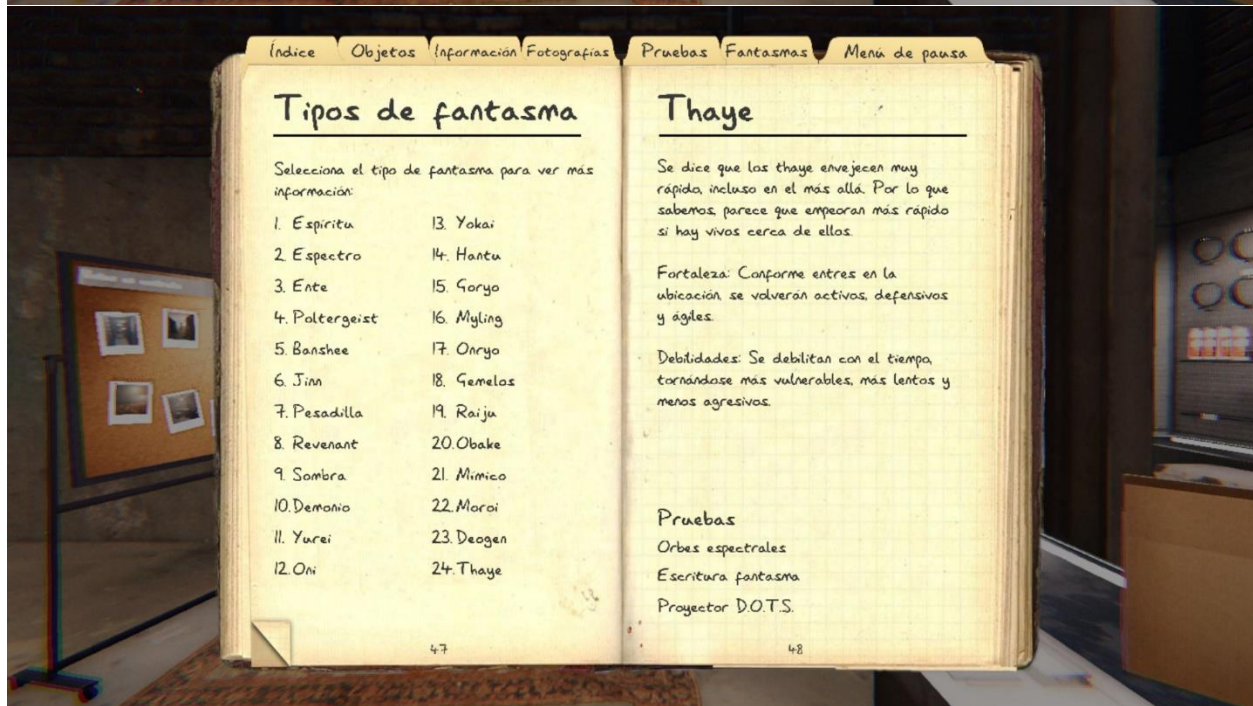 Índice
Objetos
Información
Fotografías
Pruebas
Fantasmas
Menú de pausa
Tipos de fantasma
Selecciona el tipo de fantasma para ver más
información:
1. Espíritu
2. Espectro
3. Ente
4. Poltergeist
5. Banshee
6. Jinn
7. Pesadilla
8. Revenant
9. Sombra
10. Demonio
11. Yurei
12. Oni
13. Yokai
14. Hantu
15. Goryo
16. Myling
17. Onryo
18. Gemelos
19. Raiju
20. Obake
21. Mímico
22. Moroi
23. Deogen
24. Thaye
47
Thaye
Se dice que los thaye envejecen muy
rápido, incluso en el más allá. Por lo que
sabemos, parece que empeoran más rápido
si hay vivos cerca de ellos.
Fortaleza: Conforme entres en la
ubicación, se volverán activos, defensivos
y ágiles.
Debilidades: Se debilitan con el tiempo,
tornándose más vulnerables, más lentos y
menos agresivos.
Pruebas
Orbes espectrales
Escritura fantasma
Proyector D.O.T.S.
48